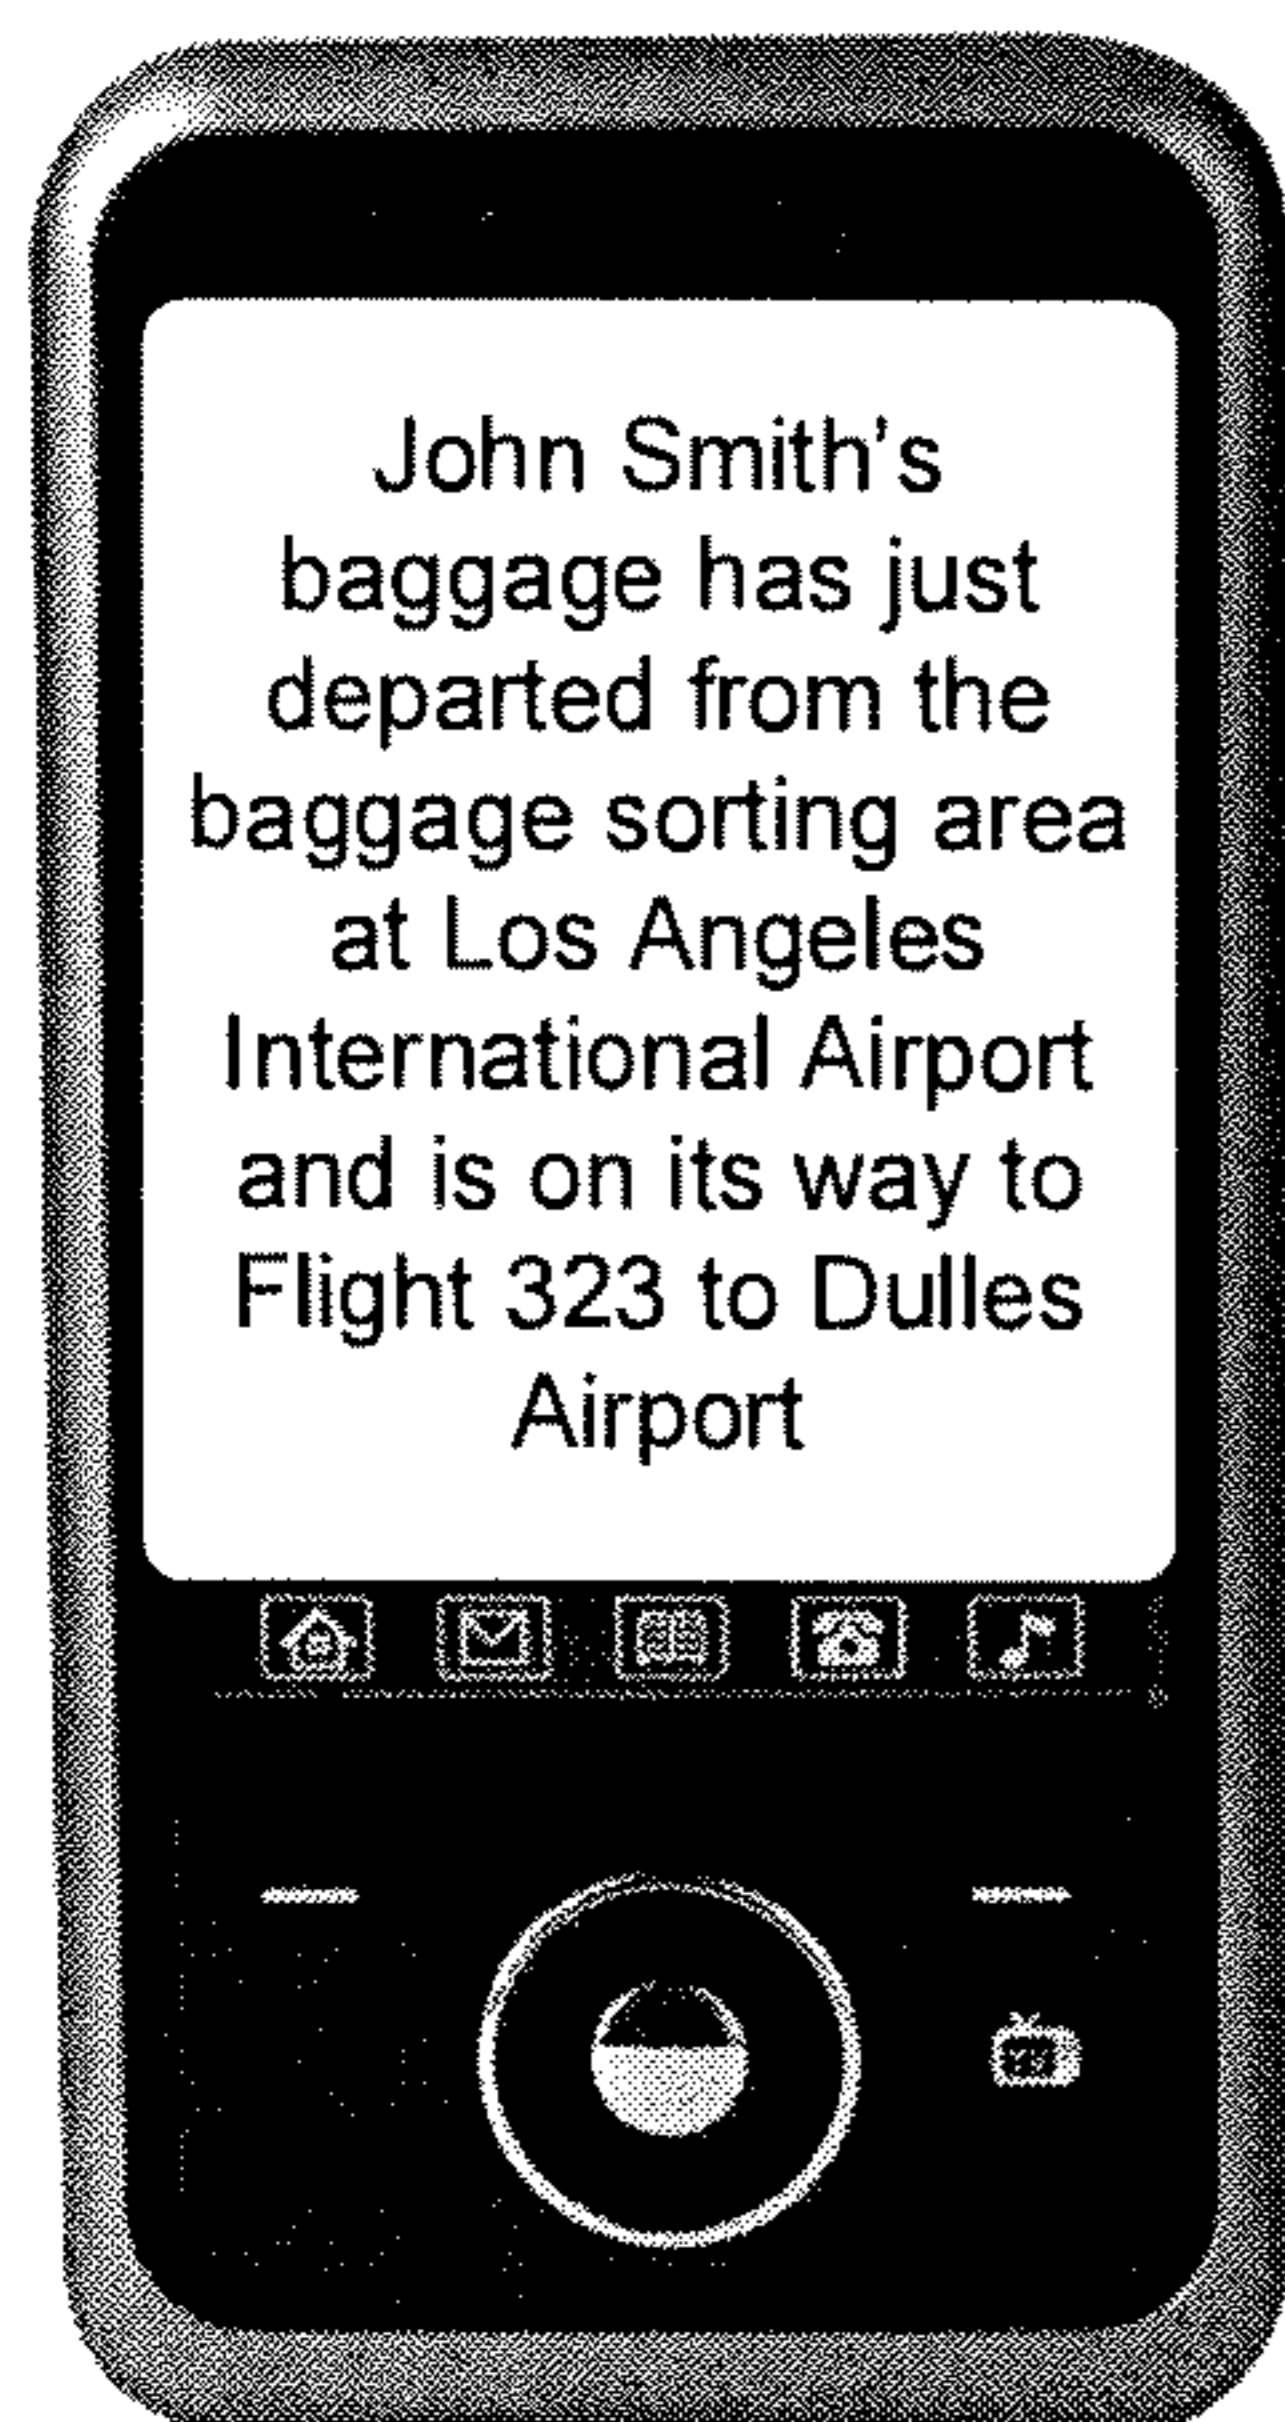 John Smith's
baggage has just
departed from the
baggage sorting area
at Los Angeles
International Airport
and is on its way to
Flight 323 to Dulles
Airport